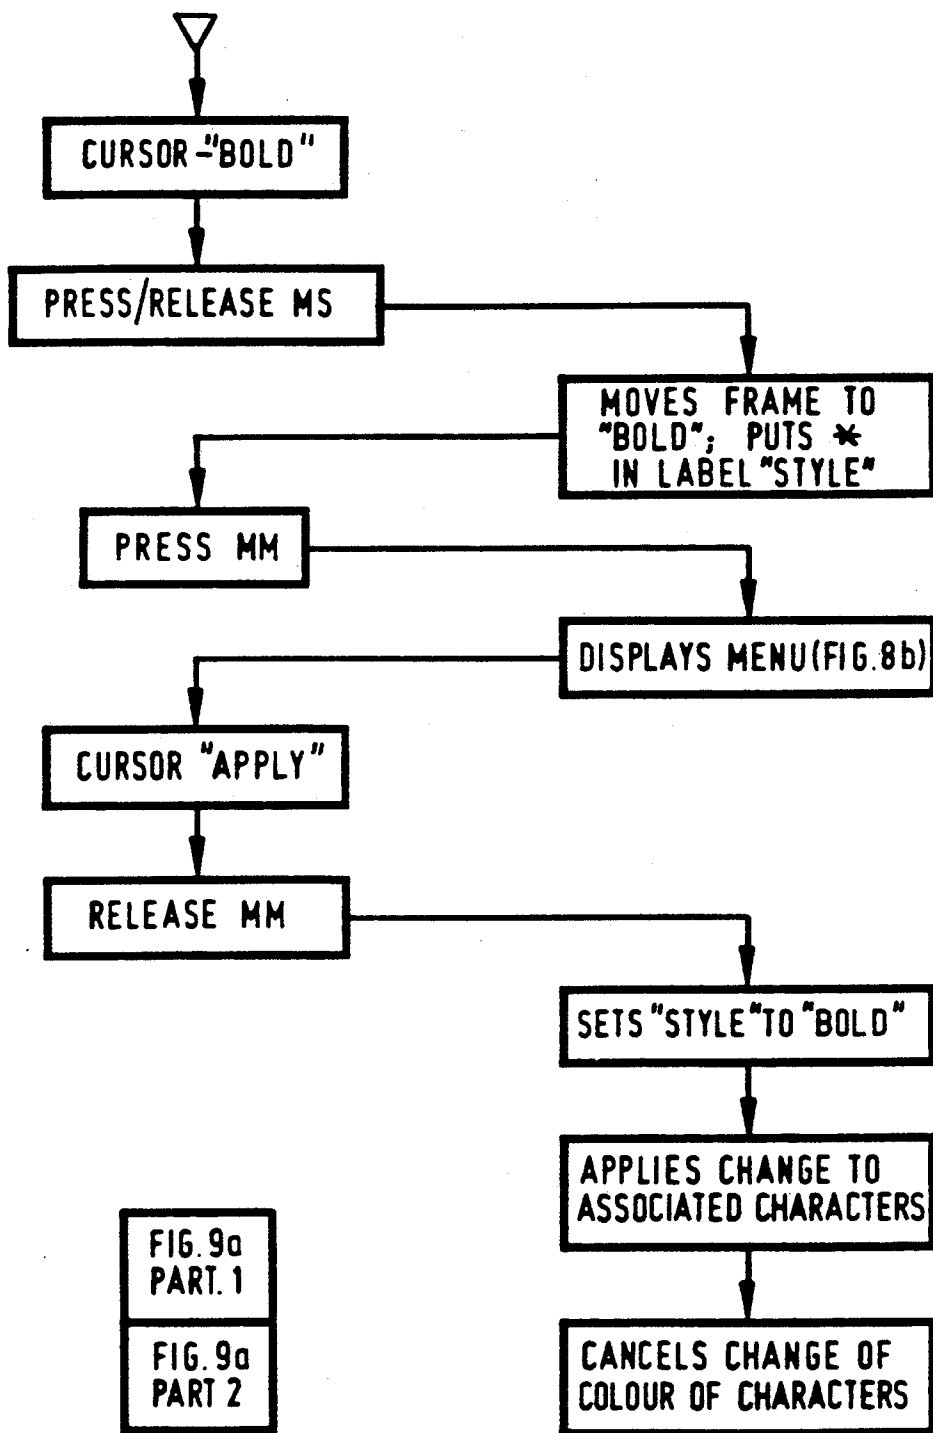 CURSOR-"BOLD"
PRESS/RELEASE MS
MOVES FRAME TO
"BOLD"; PUTS *
IN LABEL "STYLE"
PRESS MM
DISPLAYS MENU(FIG.8b)
CURSOR "APPLY"
RELEASE MM
SETS "STYLE" TO "BOLD"
APPLIES CHANGE TO
ASSOCIATED CHARACTERS
CANCELS CHANGE OF
COLOUR OF CHARACTERS
FIG.9a
PART.1
FIG.9a
PART 2